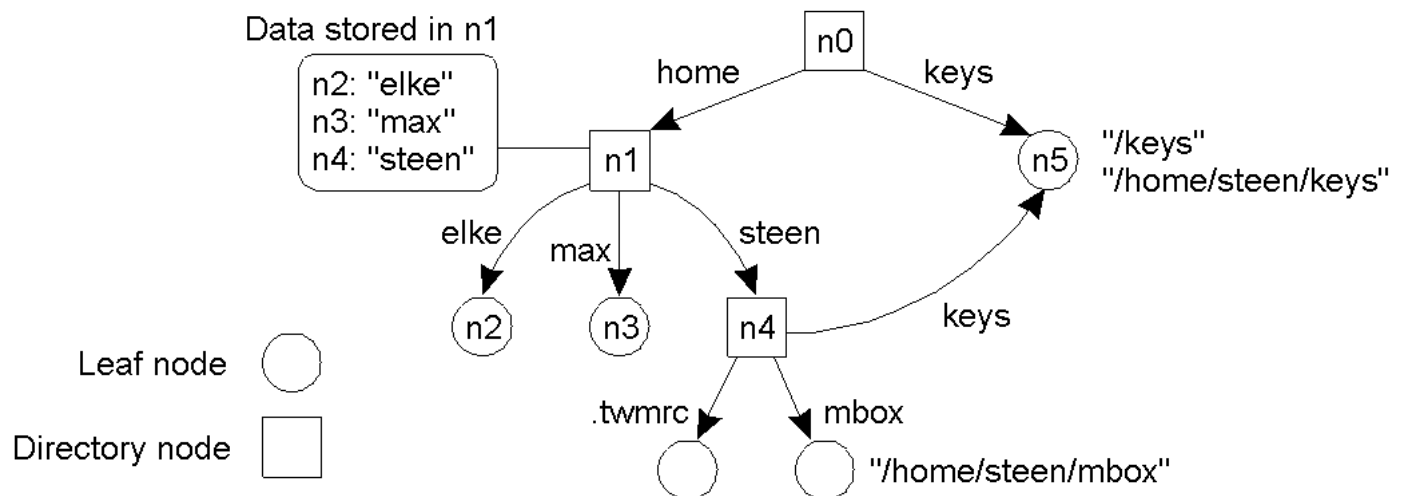 Data stored in n1
n0
n2: "elke"
n3: "max"
n4: "steen"
home
keys
n1
n5
"/keys"
"/home/steen/keys"
elke
max
steen
n2
n3
n4
keys
Leaf node
.twmrc
mbox
Directory node
"/home/steen/mbox"